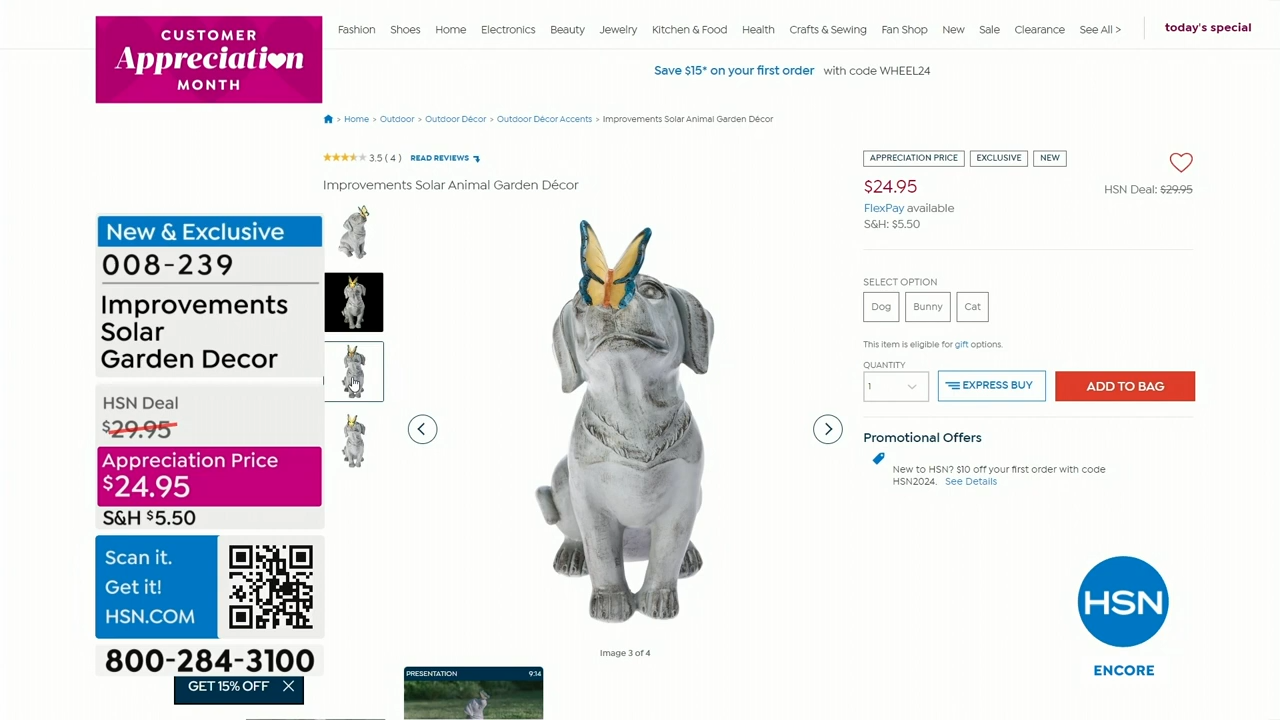 CUSTOMER
Appreciation
MONTH
Fashion Shoes Home Electronics Beauty Jewelry Kitchen & Food Health Crafts & Sewing Fan Shop New Sale Clearance See All > today's special
Save $15* on your first order with code WHEEL24
> Home > Outdoor > Outdoor Décor > Outdoor Décor Accents > Improvements Solar Animal Garden Décor
3.5 ( 4 ) READ REVIEWS
Improvements Solar Animal Garden Décor
APPRECIATION PRICE EXCLUSIVE NEW
$24.95
HSN Deal: $29.95
FlexPay available
S&H: $5.50
SELECT OPTION
Dog Bunny Cat
This item is eligible for gift options.
QUANTITY
1
EXPRESS BUY
ADD TO BAG
Promotional Offers
New to HSN? $10 off your first order with code
HSN2024. See Details
New & Exclusive
008-239
Improvements
Solar
Garden Decor
HSN Deal
$29.95
Appreciation Price
$24.95
S&H $5.50
Scan it.
Get it!
HSN.COM
800-284-3100
GET 15% OFF
Image 3 of 4
PRESENTATION 9:14
HSN
ENCORE